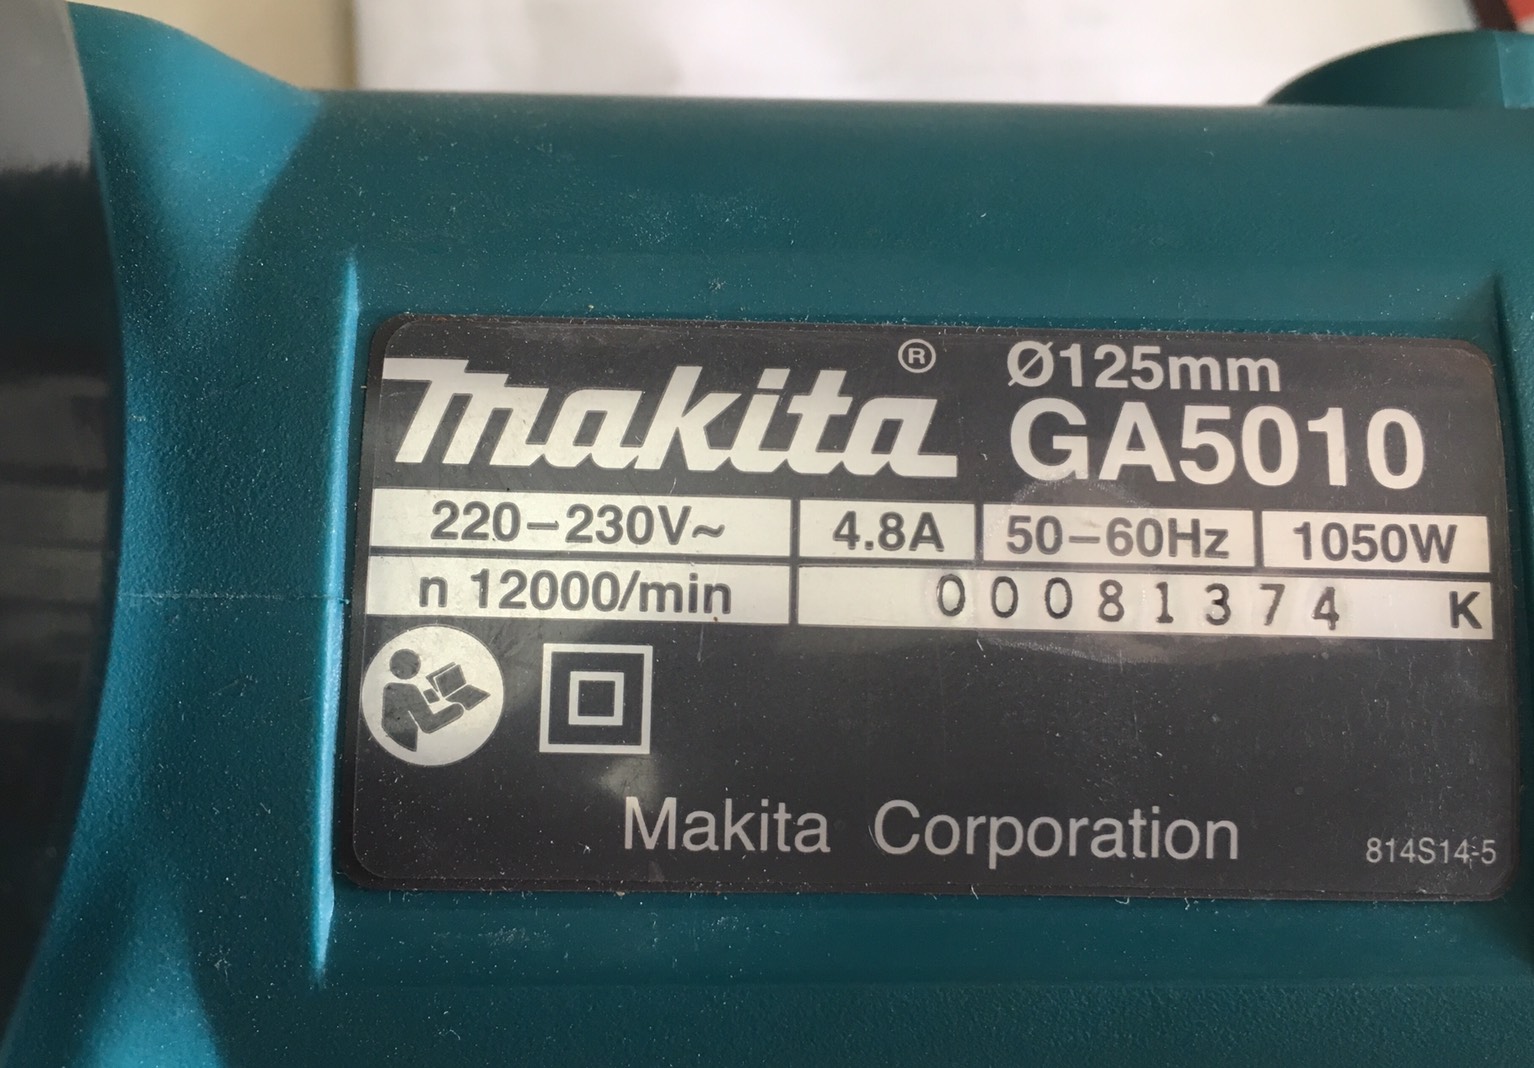 makita® Ø125mm
GA5010
220–230V~ 4.8A 50–60Hz 1050W
n 12000/min 00081374 K
Makita Corporation 814S14-5